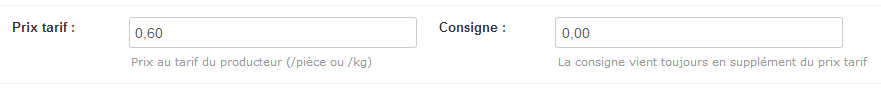 Prix tarif : 0,60 Consigne : 0,00
Prix au tarif du producteur (/pièce ou /kg) La consigne vient toujours en supplément du prix tarif